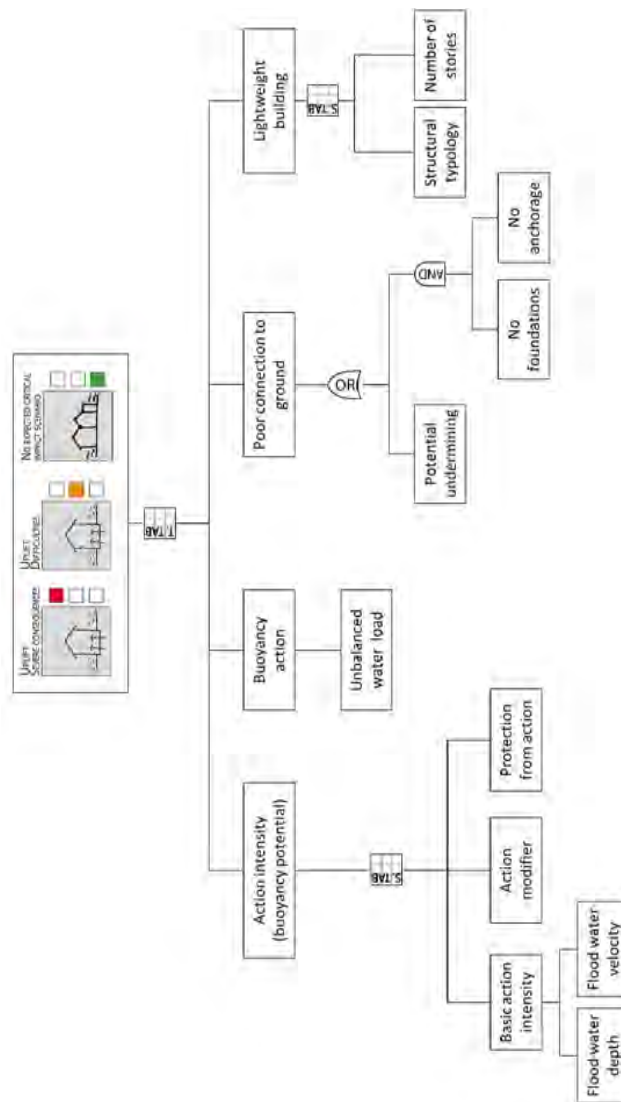 UPLIFT
SEVERE CONSEQUENCES
UPLIFT
DIFFICULTIES
NO EXPECTED CRITICAL
IMPACT SCENARIO
T.TAB
Action intensity
(buoyancy potential)
Buoyancy
action
Poor connection to
ground
Lightweight
building
S.TAB
Unbalanced
water load
OR
S.TAB
Basic action
intensity
Action
modifier
Protection
from action
Potential
undermining
AND
Structural
typology
Number of
stories
Flood water
depth
Flood water
velocity
No
foundations
No
anchorage